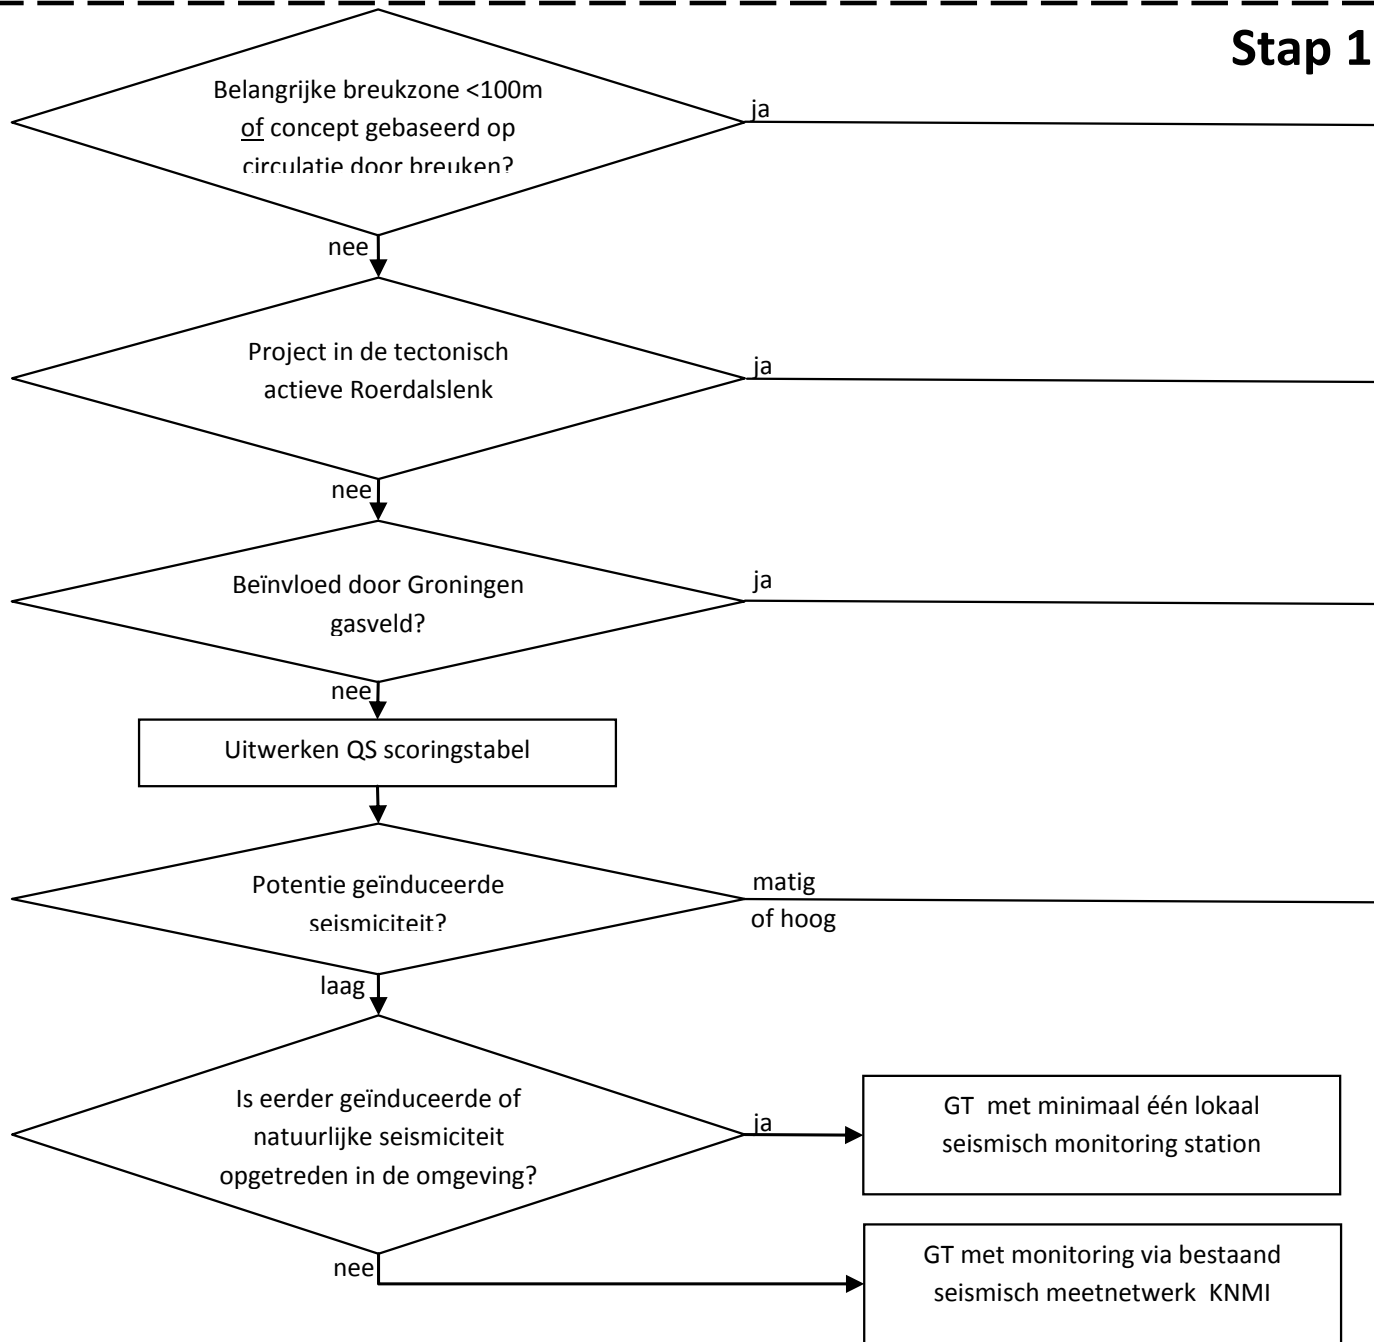 Stap 1
Belangrijke breukzone <100m
of concept gebaseerd op
circulatie door breuken?
ja
nee
Project in de tectonisch
actieve Roerdalslenk
ja
nee
Beïnvloed door Groningen
gasveld?
ja
nee
Uitwerken QS scoringstabel
Potentie geïnduceerde
seismiciteit?
matig
of hoog
laag
Is eerder geïnduceerde of
natuurlijke seismiciteit
opgetreden in de omgeving?
ja
GT met minimaal één lokaal
seismisch monitoring station
nee
GT met monitoring via bestaand
seismisch meetnetwerk KNMI